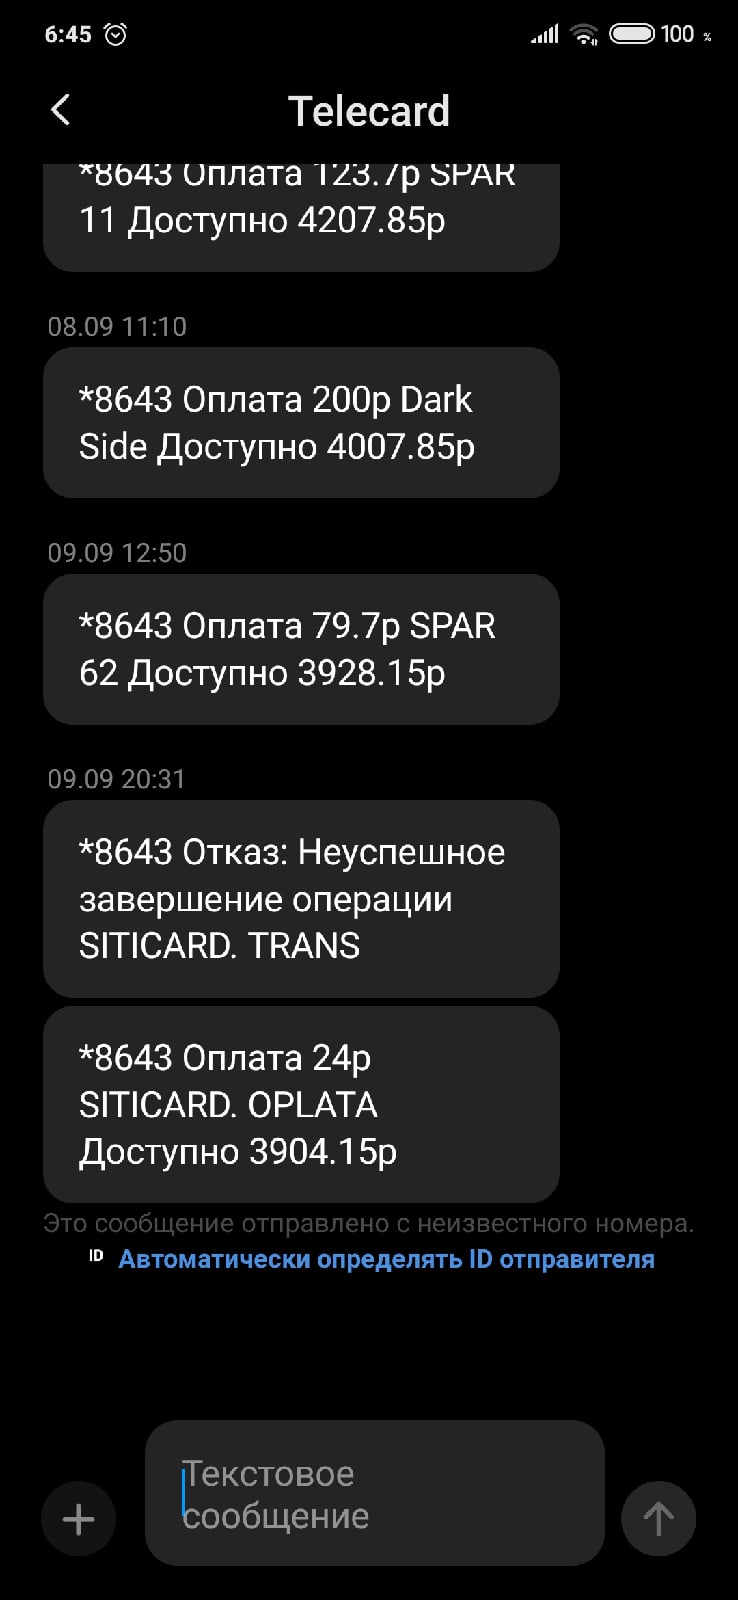 6:45
100 %
Telecard
*8643 Оплата 123.7р SPAR
11 Доступно 4207.85р
08.09 11:10
*8643 Оплата 200р Dark
Side Доступно 4007.85р
09.09 12:50
*8643 Оплата 79.7р SPAR
62 Доступно 3928.15р
09.09 20:31
*8643 Отказ: Неуспешное
завершение операции
SITICARD. TRANS
*8643 Оплата 24р
SITICARD. OPLATA
Доступно 3904.15р
Это сообщение отправлено с неизвестного номера.
ID Автоматически определять ID отправителя
Текстовое
сообщение